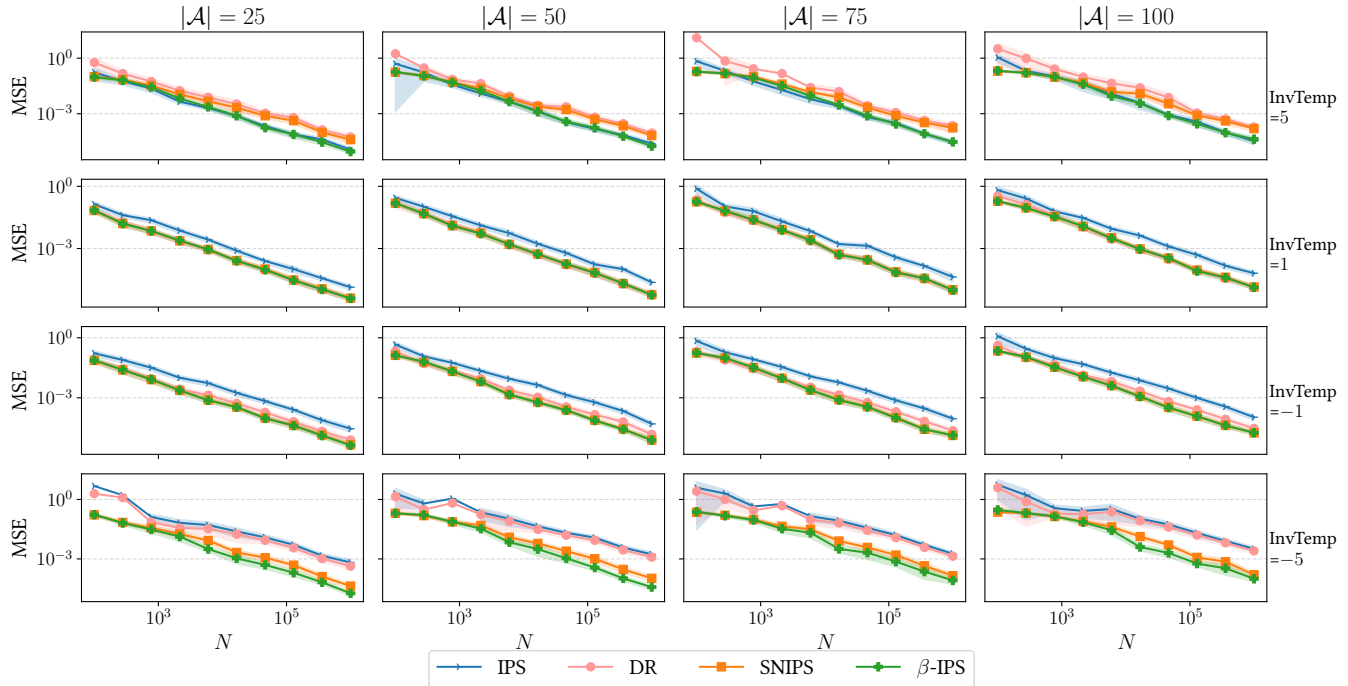 |𝒜| = 25
|𝒜| = 50
|𝒜| = 75
|𝒜| = 100
MSE
10⁰
10⁻³
InvTemp
=5
MSE
10⁰
10⁻³
InvTemp
=1
MSE
10⁰
10⁻³
InvTemp
=−1
MSE
10⁰
10⁻³
InvTemp
=−5
10³ 10⁵ 10³ 10⁵ 10³ 10⁵ 10³ 10⁵
N N N N
IPS DR SNIPS β-IPS